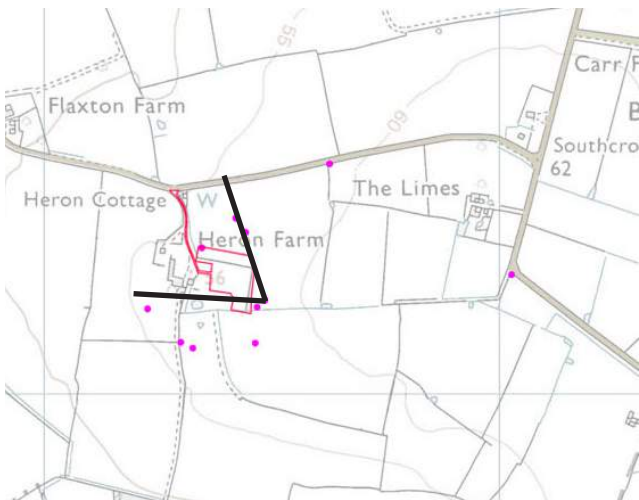 55
Carr F
Flaxton Farm
B
60
Southcro
62
The Limes
Heron Cottage
W
Heron Farm